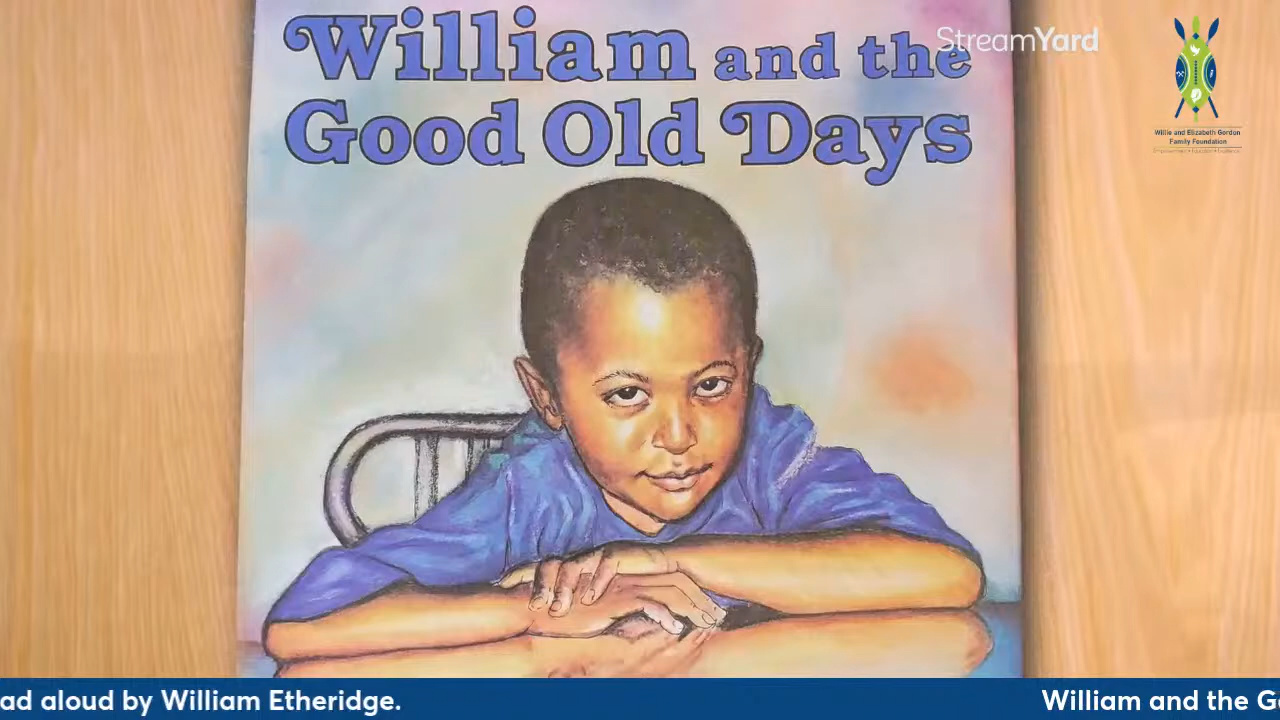 William and the
Good Old Days
StreamYard
Willie and Elizabeth Gordon
Family Foundation
ad aloud by William Etheridge.
William and the G